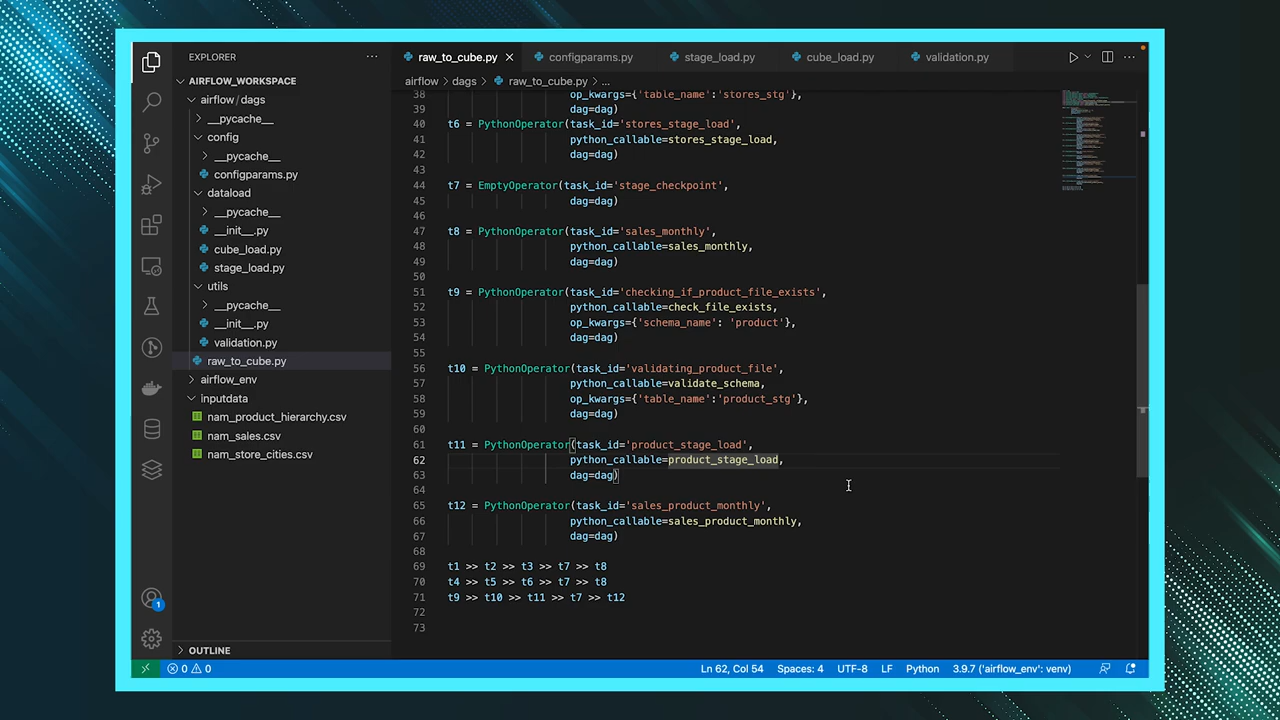 EXPLORER
AIRFLOW_WORKSPACE
airflow / dags
__pycache__
config
__pycache__
configparams.py
dataload
__pycache__
__init__.py
cube_load.py
stage_load.py
utils
__pycache__
__init__.py
validation.py
raw_to_cube.py
airflow_env
inputdata
nam_product_hierarchy.csv
nam_sales.csv
nam_store_cities.csv
OUTLINE
1
raw_to_cube.py configparams.py stage_load.py cube_load.py validation.py
airflow > dags > raw_to_cube.py > ...
38 op_kwargs={'table_name':'stores_stg'},
39 dag=dag)
40 t6 = PythonOperator(task_id='stores_stage_load',
41 python_callable=stores_stage_load,
42 dag=dag)
43
44 t7 = EmptyOperator(task_id='stage_checkpoint',
45 dag=dag)
46
47 t8 = PythonOperator(task_id='sales_monthly',
48 python_callable=sales_monthly,
49 dag=dag)
50
51 t9 = PythonOperator(task_id='checking_if_product_file_exists',
52 python_callable=check_file_exists,
53 op_kwargs={'schema_name': 'product'},
54 dag=dag)
55
56 t10 = PythonOperator(task_id='validating_product_file',
57 python_callable=validate_schema,
58 op_kwargs={'table_name':'product_stg'},
59 dag=dag)
60
61 t11 = PythonOperator(task_id='product_stage_load',
62 python_callable=product_stage_load,
63 dag=dag)
64
65 t12 = PythonOperator(task_id='sales_product_monthly',
66 python_callable=sales_product_monthly,
67 dag=dag)
68
69 t1 >> t2 >> t3 >> t7 >> t8
70 t4 >> t5 >> t6 >> t7 >> t8
71 t9 >> t10 >> t11 >> t7 >> t12
72
73
0 0 Ln 62, Col 54 Spaces: 4 UTF-8 LF Python 3.9.7 ('airflow_env': venv)